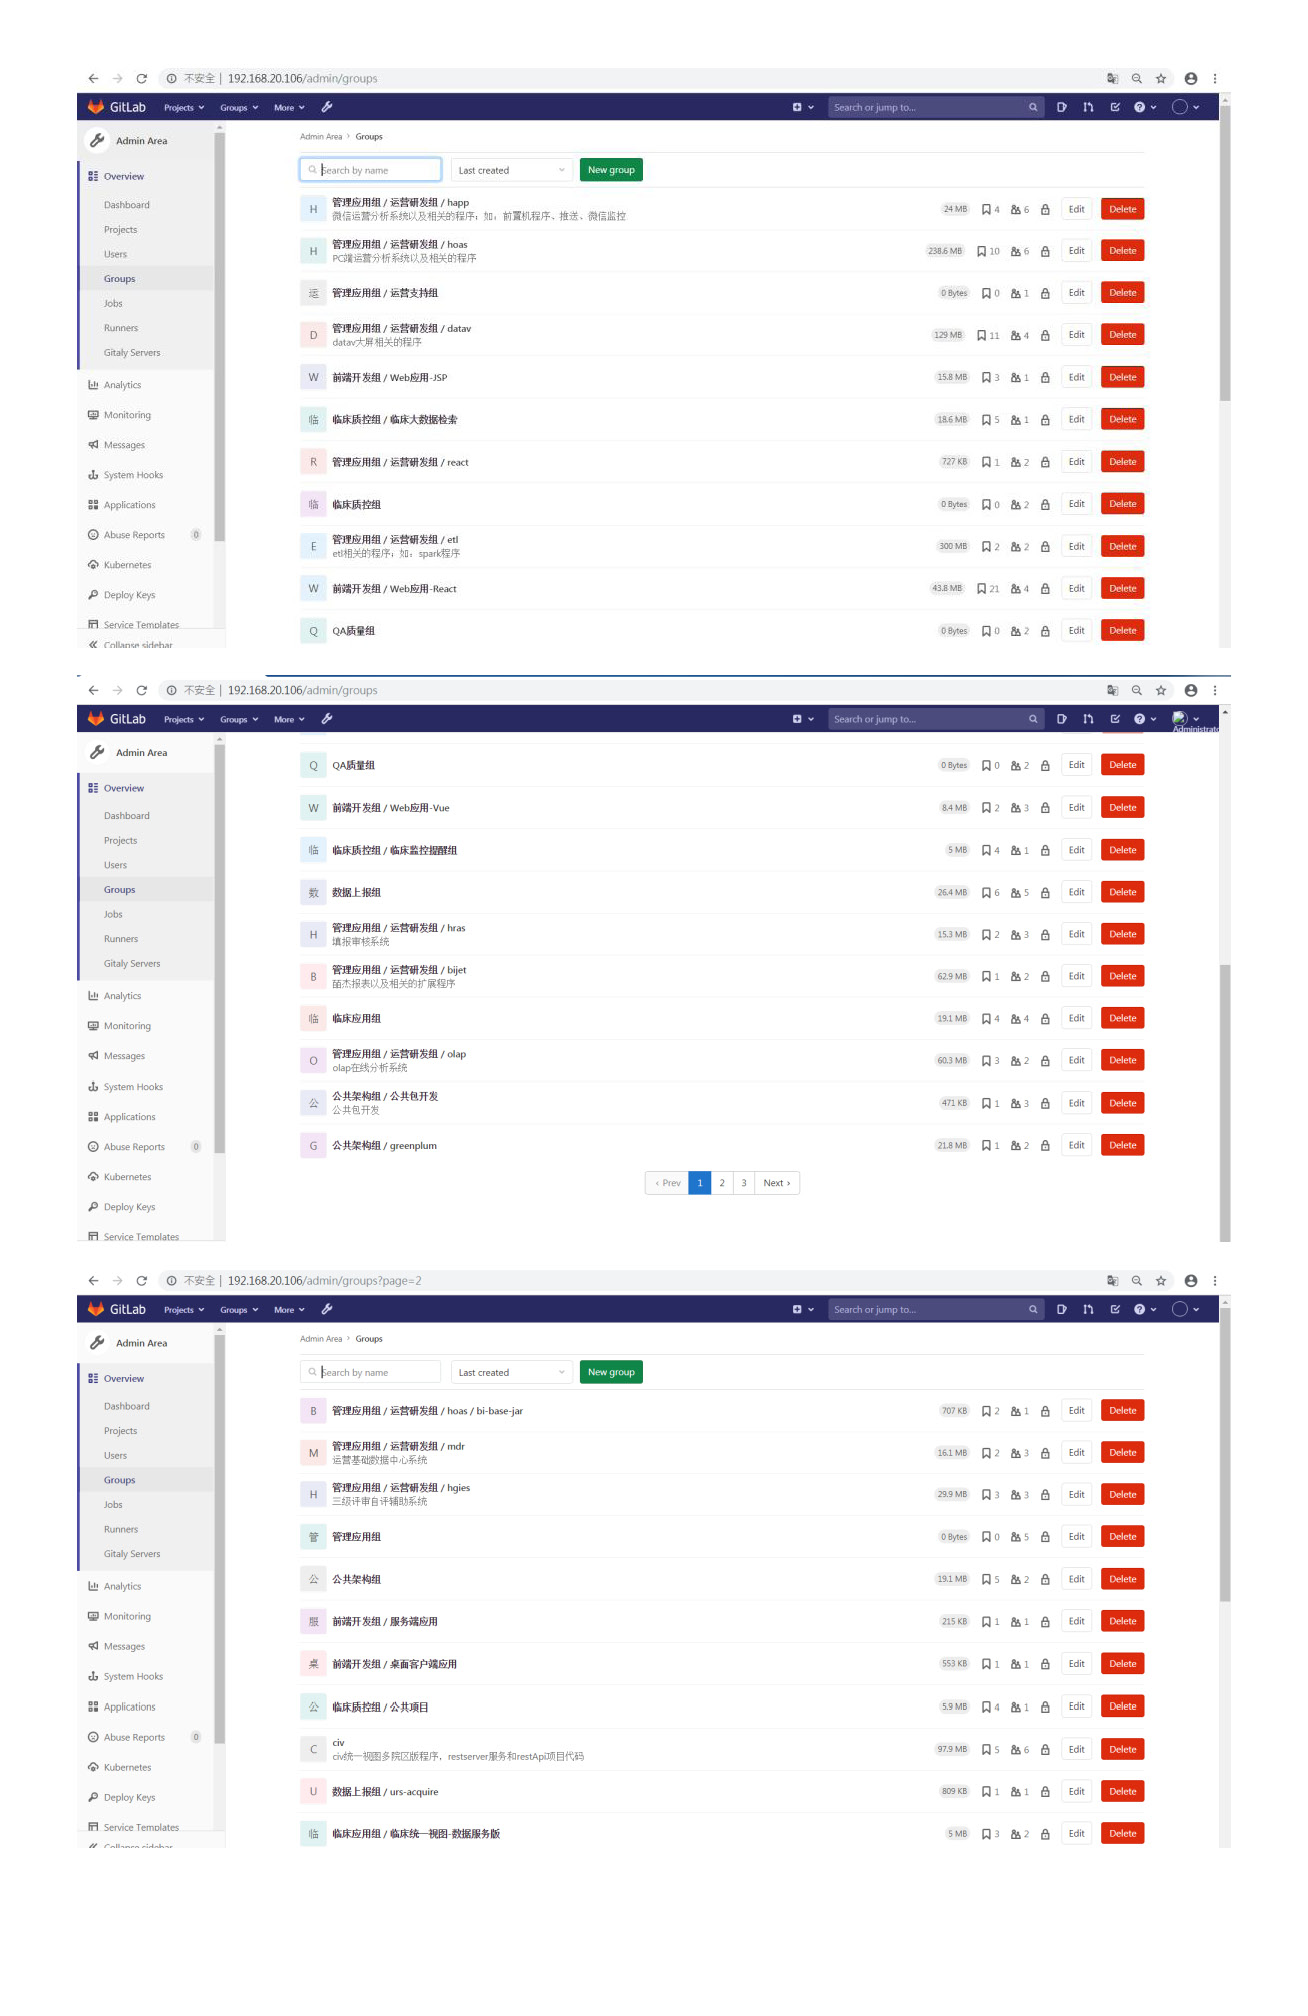 不安全 | 192.168.20.106/admin/groups
GitLab Projects Groups More Search or jump to...
Admin Area
Overview
Dashboard
Projects
Users
Groups
Jobs
Runners
Gitaly Servers
Analytics
Monitoring
Messages
System Hooks
Applications
Abuse Reports 0
Kubernetes
Deploy Keys
Service Templates
Collapse sidebar
Admin Area > Groups
Search by name Last created New group
H 管理应用组 / 运营研发组 / happ 24 MB 4 6 Edit Delete
微信运营分析系统以及相关的程序；如：前置机程序、推送、微信监控
H 管理应用组 / 运营研发组 / hoas 238.6 MB 10 6 Edit Delete
PC端运营分析系统以及相关的程序
运 管理应用组 / 运营支持组 0 Bytes 0 1 Edit Delete
D 管理应用组 / 运营研发组 / datav 129 MB 11 4 Edit Delete
datav大屏相关的程序
W 前端开发组 / Web应用-JSP 15.8 MB 3 1 Edit Delete
临 临床质控组 / 临床大数据检索 18.6 MB 5 1 Edit Delete
R 管理应用组 / 运营研发组 / react 727 KB 1 2 Edit Delete
临 临床质控组 0 Bytes 0 2 Edit Delete
E 管理应用组 / 运营研发组 / etl 300 MB 2 2 Edit Delete
etl相关的程序；如：spark程序
W 前端开发组 / Web应用-React 43.8 MB 21 4 Edit Delete
Q QA质量组 0 Bytes 0 2 Edit Delete
不安全 | 192.168.20.106/admin/groups
GitLab Projects Groups More Search or jump to...
Administrato
Admin Area
Overview
Dashboard
Projects
Users
Groups
Jobs
Runners
Gitaly Servers
Analytics
Monitoring
Messages
System Hooks
Applications
Abuse Reports 0
Kubernetes
Deploy Keys
Service Templates
Q QA质量组 0 Bytes 0 2 Edit Delete
W 前端开发组 / Web应用-Vue 8.4 MB 2 3 Edit Delete
临 临床质控组 / 临床监控提醒组 5 MB 4 1 Edit Delete
数 数据上报组 26.4 MB 6 5 Edit Delete
H 管理应用组 / 运营研发组 / hras 15.3 MB 2 3 Edit Delete
填报审核系统
B 管理应用组 / 运营研发组 / bijet 62.9 MB 1 2 Edit Delete
苗杰报表以及相关的扩展程序
临 临床应用组 19.1 MB 4 4 Edit Delete
O 管理应用组 / 运营研发组 / olap 60.3 MB 3 2 Edit Delete
olap在线分析系统
公 公共架构组 / 公共包开发 471 KB 1 3 Edit Delete
公共包开发
G 公共架构组 / greenplum 21.8 MB 1 2 Edit Delete
‹ Prev 1 2 3 Next ›
不安全 | 192.168.20.106/admin/groups?page=2
GitLab Projects Groups More Search or jump to...
Admin Area
Overview
Dashboard
Projects
Users
Groups
Jobs
Runners
Gitaly Servers
Analytics
Monitoring
Messages
System Hooks
Applications
Abuse Reports 0
Kubernetes
Deploy Keys
Service Templates
Collapse sidebar
Admin Area > Groups
Search by name Last created New group
B 管理应用组 / 运营研发组 / hoas / bi-base-jar 707 KB 2 1 Edit Delete
M 管理应用组 / 运营研发组 / mdr 16.1 MB 2 3 Edit Delete
运营基础数据中心系统
H 管理应用组 / 运营研发组 / hgies 29.9 MB 3 3 Edit Delete
三级评审自评辅助系统
管 管理应用组 0 Bytes 0 5 Edit Delete
公 公共架构组 19.1 MB 5 2 Edit Delete
服 前端开发组 / 服务端应用 215 KB 1 1 Edit Delete
桌 前端开发组 / 桌面客户端应用 553 KB 1 1 Edit Delete
公 临床质控组 / 公共项目 5.9 MB 4 1 Edit Delete
C civ 97.9 MB 5 6 Edit Delete
civ统一视图多院区版程序，restserver服务和restApi项目代码
U 数据上报组 / urs-acquire 809 KB 1 1 Edit Delete
临 临床应用组 / 临床统一视图-数据服务版 5 MB 3 2 Edit Delete